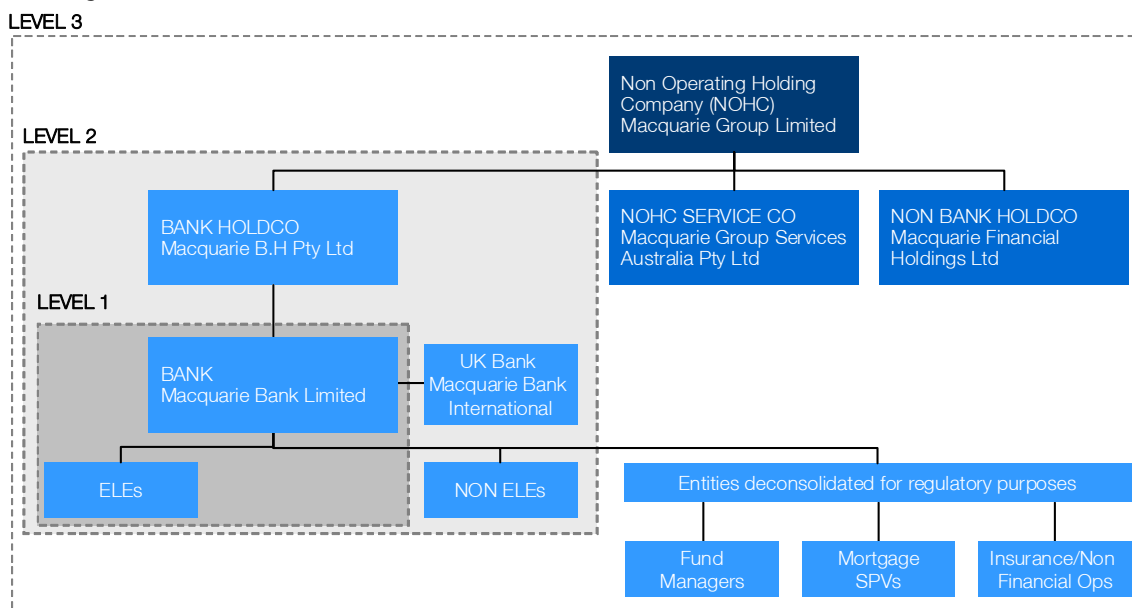 LEVEL 3
Non Operating Holding
Company (NOHC)
Macquarie Group Limited
LEVEL 2
BANK HOLDCO
Macquarie B.H Pty Ltd
NOHC SERVICE CO
Macquarie Group Services
Australia Pty Ltd
NON BANK HOLDCO
Macquarie Financial
Holdings Ltd
LEVEL 1
BANK
Macquarie Bank Limited
UK Bank
Macquarie Bank
International
ELEs
NON ELEs
Entities deconsolidated for regulatory purposes
Fund
Managers
Mortgage
SPVs
Insurance/Non
Financial Ops